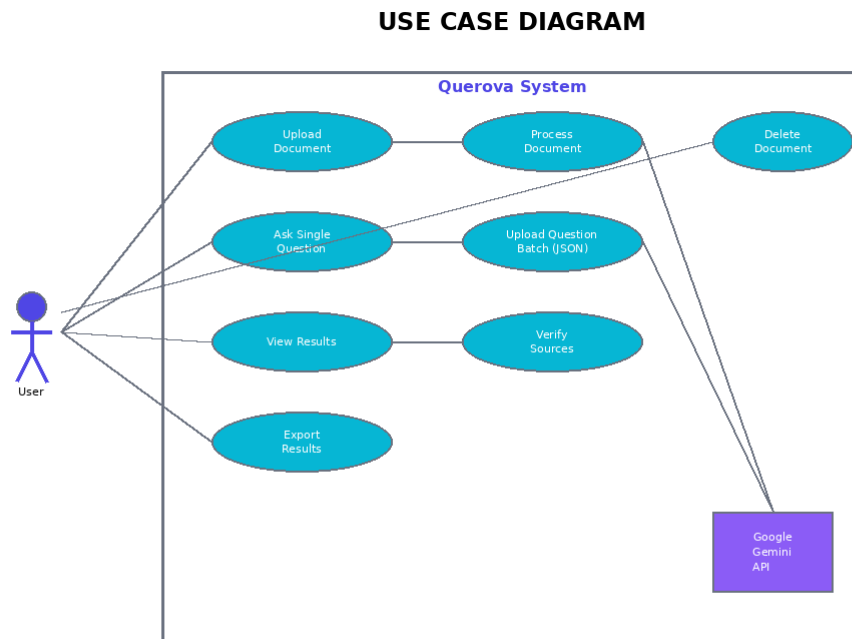 USE CASE DIAGRAM
Querova System
Upload
Document
Process
Document
Delete
Document
Ask Single
Question
Upload Question
Batch (JSON)
View Results
Verify
Sources
User
Export
Results
Google
Gemini
API